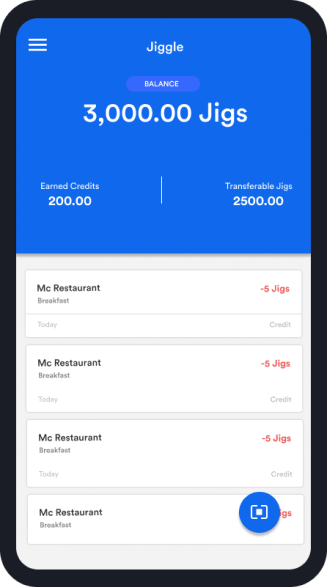 Jiggle
BALANCE
3,000.00 Jigs
Earned Credits
Transferable Jigs
200.00
2500.00
Mc Restaurant
-5 Jigs
Breakfast
Today
Credit
Mc Restaurant
-5 Jigs
Breakfast
Today
Credit
Mc Restaurant
-5 Jigs
Breakfast
Today
Credit
Mc Restaurant
Breakfast